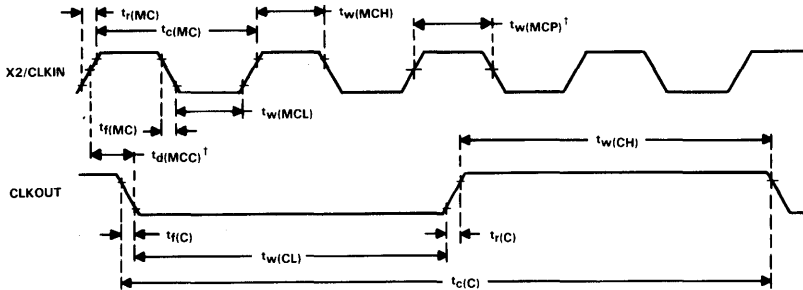 tr(MC)
tc(MC)
tw(MCH)
tw(MCP)†
X2/CLKIN
tf(MC)
tw(MCL)
td(MCC)†
tw(CH)
CLKOUT
tf(C)
tr(C)
tw(CL)
tc(C)